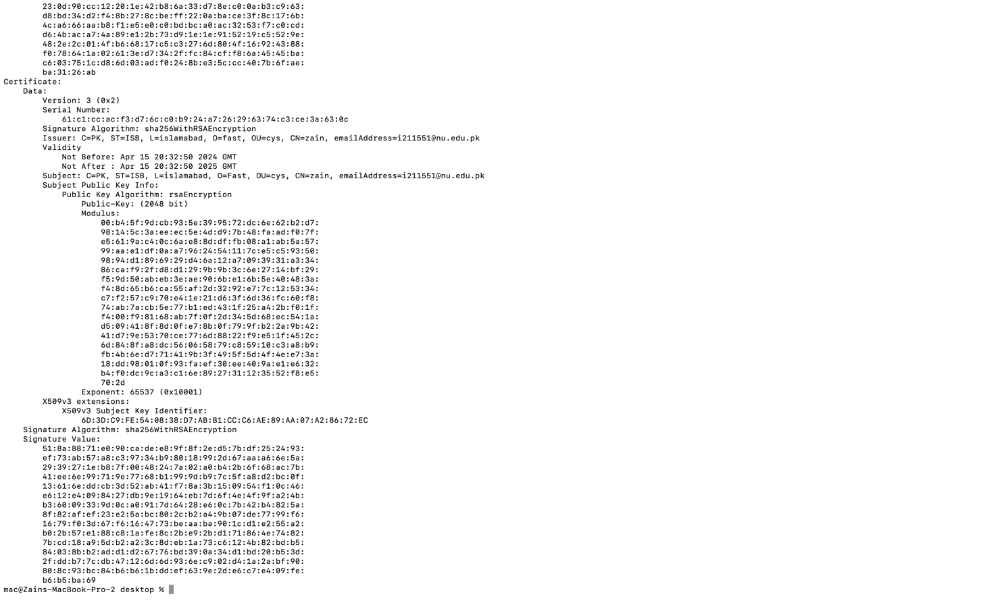 23:0d:90:cc:12:20:1e:42:b8:6a:33:d7:8e:c0:0a:b3:c9:63:
d8:bd:34:d2:f4:8b:27:8c:be:ff:22:0a:ba:ce:3f:8c:17:6b:
4c:a6:66:aa:b8:f1:e5:e0:c0:bd:bc:a0:ac:32:53:f7:c0:cd:
d6:4b:ac:a7:4a:89:e1:2b:73:d9:1e:1e:91:52:19:c5:52:9e:
48:2e:2c:01:4f:b6:68:17:c5:c3:27:6d:80:4f:16:92:43:88:
f0:78:64:1a:02:61:3e:d7:34:2f:fc:84:cf:f8:6a:45:45:ba:
c6:03:75:1c:d8:6d:03:ad:f0:24:8b:e3:5c:cc:40:7b:6f:ae:
ba:31:26:ab
Certificate:
Data:
Version: 3 (0x2)
Serial Number:
61:c1:cc:ac:f3:d7:6c:c0:b9:24:a7:26:29:63:74:c3:ce:3a:63:0c
Signature Algorithm: sha256WithRSAEncryption
Issuer: C=PK, ST=ISB, L=islamabad, O=fast, OU=cys, CN=zain, emailAddress=i211551@nu.edu.pk
Validity
Not Before: Apr 15 20:32:50 2024 GMT
Not After : Apr 15 20:32:50 2025 GMT
Subject: C=PK, ST=ISB, L=islamabad, O=Fast, OU=cys, CN=zain, emailAddress=i211551@nu.edu.pk
Subject Public Key Info:
Public Key Algorithm: rsaEncryption
Public-Key: (2048 bit)
Modulus:
00:b4:5f:9d:cb:93:5e:39:95:72:dc:6e:62:b2:d7:
98:14:5c:3a:ee:ec:5e:4d:d9:7b:48:fa:ad:f0:7f:
e5:61:9a:c4:0c:6a:e8:8d:df:fb:08:a1:ab:5a:57:
99:aa:e1:df:0a:a7:96:24:54:11:7c:e5:c5:93:50:
98:94:d1:89:69:29:d4:6a:12:a7:09:39:31:a3:34:
86:ca:f9:2f:d8:d1:29:9b:9b:3c:6e:27:14:bf:29:
f5:9d:50:ab:eb:3e:ae:90:6b:e1:6b:5e:40:48:3a:
f4:8d:65:b6:ca:55:af:2d:32:92:e7:7c:12:53:34:
c7:f2:57:c9:70:e4:1e:21:d6:3f:6d:36:fc:60:f8:
74:ab:7a:cb:5e:77:b1:ed:43:1f:25:a4:2b:f0:1f:
f4:00:f9:81:68:ab:7f:0f:2d:34:5d:68:ec:54:1a:
d5:09:41:8f:8d:0f:e7:8b:0f:79:9f:b2:2a:9b:42:
41:d7:9e:53:70:ce:77:6d:88:22:f9:e5:1f:45:2c:
6d:84:8f:a8:dc:56:06:58:79:c8:59:10:c3:a8:b9:
fb:4b:6e:d7:71:41:9b:3f:49:5f:5d:4f:4e:e7:3a:
18:dd:98:01:0f:93:fa:ef:30:ee:40:9a:e1:e6:32:
b4:f0:dc:9c:a3:c1:6e:89:27:31:12:35:52:f8:e5:
70:2d
Exponent: 65537 (0x10001)
X509v3 extensions:
X509v3 Subject Key Identifier:
6D:3D:C9:FE:54:08:38:D7:AB:B1:CC:C6:AE:89:AA:07:A2:86:72:EC
Signature Algorithm: sha256WithRSAEncryption
Signature Value:
51:8a:88:71:e0:90:ca:de:e8:9f:8f:2e:d5:7b:df:25:24:93:
ef:73:ab:57:a8:c3:97:34:b9:80:18:99:2d:67:aa:a6:6e:5a:
29:39:27:1e:b8:7f:00:48:24:7a:02:a0:b4:2b:6f:68:ac:7b:
41:ee:6e:99:71:9e:77:68:b1:99:9d:b9:7c:5f:a8:d2:bc:0f:
13:61:6e:dd:cb:3d:52:ab:41:f7:8a:3b:15:09:54:f1:0c:46:
e6:12:e4:09:84:27:db:9e:19:64:eb:7d:6f:4e:4f:9f:a2:4b:
b3:60:09:33:9d:0c:a0:91:7d:64:28:e6:0c:7b:42:b4:82:5a:
8f:82:af:ef:23:e2:5a:bc:80:2c:b2:a4:9b:07:de:77:99:f6:
16:79:f0:3d:67:f6:16:47:73:be:aa:ba:90:1c:d1:e2:55:a2:
b0:2b:57:e1:88:c8:1a:fe:8c:2b:e9:2b:d1:71:86:4e:74:82:
7b:cd:18:a9:5d:b2:a2:3c:8d:eb:1a:73:c6:12:4b:82:bd:b5:
84:03:8b:b2:ad:d1:d2:67:76:bd:39:0a:34:d1:bd:20:b5:3d:
2f:dd:b7:7c:db:47:12:6d:6d:93:6e:c9:02:d4:1a:2a:bf:90:
80:8c:93:bc:84:b6:b6:1b:dd:ef:63:9e:2d:e6:c7:e4:09:fe:
b6:b5:ba:69
mac@Zains-MacBook-Pro-2 desktop %